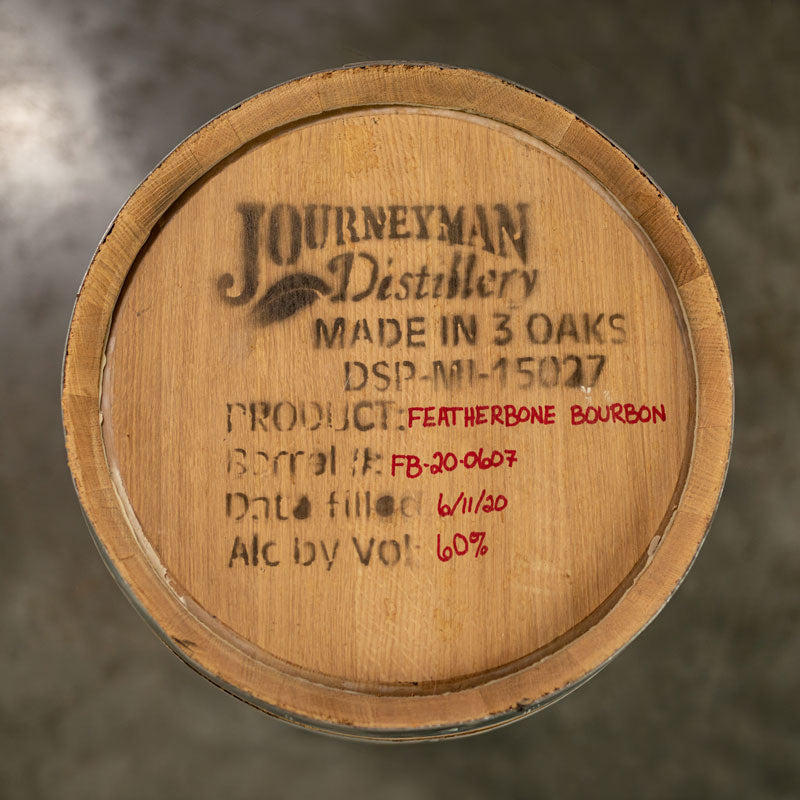 JOURNEYMAN
Distillery
MADE IN 3 OAKS
DSP-MI-15027
PRODUCT: FEATHERBONE BOURBON
Barrel #: FB-20-0607
Date filled 6/11/20
Alc by Vol: 60%